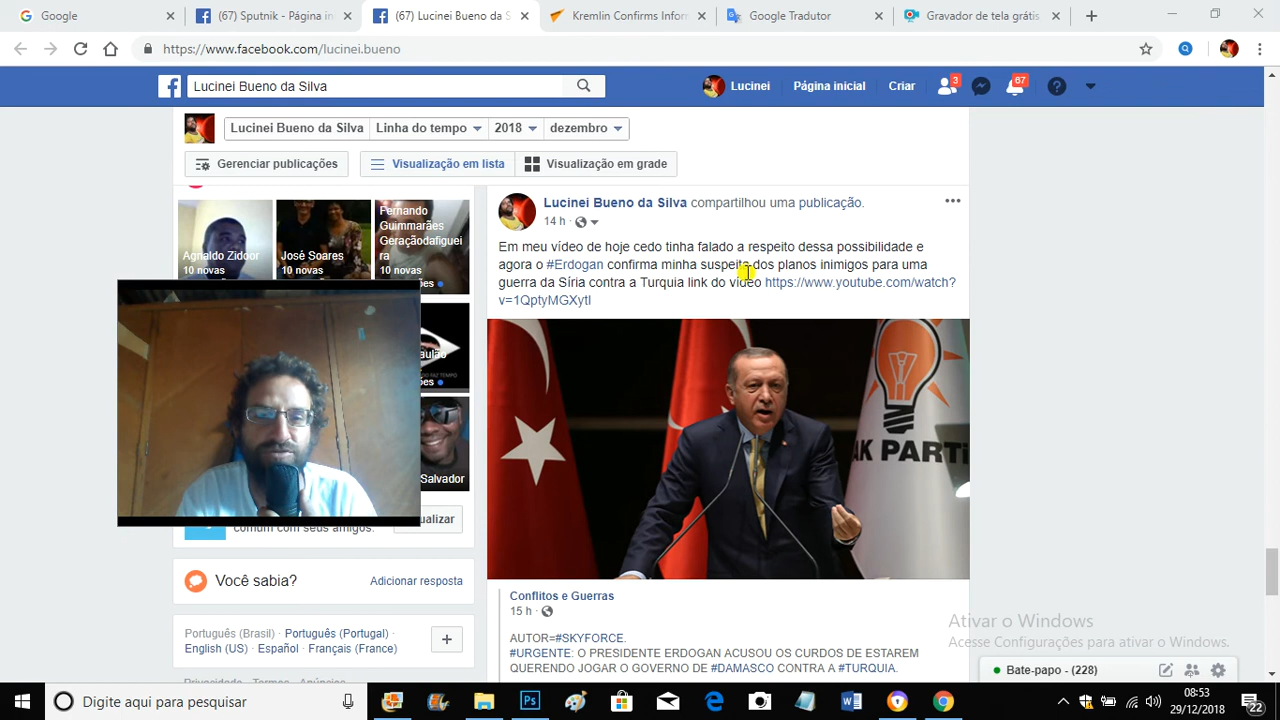 Google
(67) Sputnik - Página in
(67) Lucinei Bueno da S
Kremlin Confirms Infor
Google Tradutor
Gravador de tela grátis
https://www.facebook.com/lucinei.bueno
Lucinei Bueno da Silva
Lucinei
Página inicial
Criar
3
67
Lucinei Bueno da Silva
Linha do tempo
2018
dezembro
Gerenciar publicações
Visualização em lista
Visualização em grade
Agnaldo Zidoor
10 novas
José Soares
10 novas
Fernando
Guimmarães
Geraçãodafiguei
ra
10 novas
Salvador
comum com seus amigos.
Você sabia?
Adicionar resposta
Português (Brasil) · Português (Portugal) ·
English (US) · Español · Français (France)
Privacidade · Termos · Anúncios
Lucinei Bueno da Silva compartilhou uma publicação.
14 h ·
Em meu vídeo de hoje cedo tinha falado a respeito dessa possibilidade e
agora o #Erdogan confirma minha suspeita dos planos inimigos para uma
guerra da Síria contra a Turquia link do vídeo https://www.youtube.com/watch?
v=1QptyMGXytI
AK PARTİ
Conflitos e Guerras
15 h ·
AUTOR=#SKYFORCE.
#URGENTE: O PRESIDENTE ERDOGAN ACUSOU OS CURDOS DE ESTAREM
QUERENDO JOGAR O GOVERNO DE #DAMASCO CONTRA A #TURQUIA.
Ativar o Windows
Acesse Configurações para ativar o Windows.
Bate-papo - (228)
Digite aqui para pesquisar
08:53
29/12/2018
22